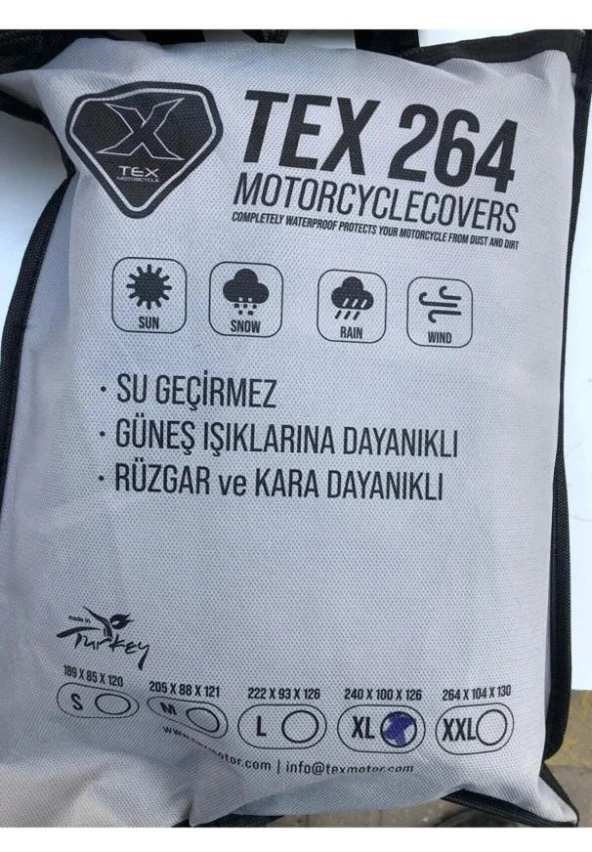 X
TEX
MOTORCYCLE
TEX 264
MOTORCYCLECOVERS
COMPLETELY WATERPROOF PROTECTS YOUR MOTORCYCLE FROM DUST AND DIRT
SUN
SNOW
RAIN
WIND
· SU GEÇİRMEZ
· GÜNEŞ IŞIKLARINA DAYANIKLI
· RÜZGAR ve KARA DAYANIKLI
made in
Turkey
189 X 85 X 120
205 X 88 X 121
222 X 93 X 126
240 X 100 X 126
264 X 104 X 130
S
M
L
XL
XXL
.com | info@texmotor.com